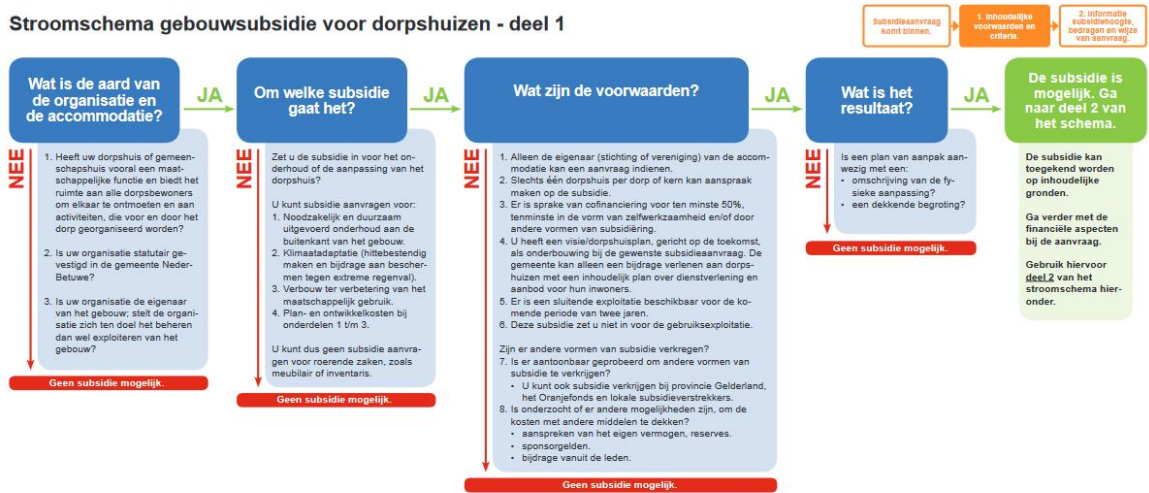 Stroomschema gebouwsubsidie voor dorpshuizen - deel 1
Subsidieaanvraag
komt binnen.
1. Inhoudelijke
voorwaarden en
criteria.
2. Informatie
subsidiehoogte,
bedragen en wijze
van aanvraag.
Wat is de aard van
de organisatie en
de accommodatie?
JA
NEE
1. Heeft uw dorpshuis of gemeen-
schapshuis vooral een maat-
schappelijke functie en biedt het
ruimte aan alle dorpsbewoners
om elkaar te ontmoeten en aan
activiteiten, die voor en door het
dorp georganiseerd worden?
2. Is uw organisatie statutair ge-
vestigd in de gemeente Neder-
Betuwe?
3. Is uw organisatie de eigenaar
van het gebouw; stelt de organi-
satie zich ten doel het beheren
dan wel exploiteren van het
gebouw?
Geen subsidie mogelijk.
Om welke subsidie
gaat het?
JA
NEE
Zet u de subsidie in voor het on-
derhoud of de aanpassing van het
dorpshuis?
U kunt subsidie aanvragen voor:
1. Noodzakelijk en duurzaam
uitgevoerd onderhoud aan de
buitenkant van het gebouw.
2. Klimaatadaptatie (hittebestendig
maken en bijdrage aan bescher-
men tegen extreme regenval).
3. Verbouw ter verbetering van het
maatschappelijk gebruik.
4. Plan- en ontwikkelkosten bij
onderdelen 1 t/m 3.
U kunt dus geen subsidie aanvra-
gen voor roerende zaken, zoals
meubilair of inventaris.
Geen subsidie mogelijk.
Wat zijn de voorwaarden?
JA
NEE
1. Alleen de eigenaar (stichting of vereniging) van de accom-
modatie kan een aanvraag indienen.
2. Slechts één dorpshuis per dorp of kern kan aanspraak
maken op de subsidie.
3. Er is sprake van cofinanciering voor ten minste 50%,
tenminste in de vorm van zelfwerkzaamheid en/of door
andere vormen van subsidiëring.
4. U heeft een visie/dorpshuisplan, gericht op de toekomst,
als onderbouwing bij de gewenste subsidieaanvraag. De
gemeente kan alleen een bijdrage verlenen aan dorps-
huizen met een inhoudelijk plan over dienstverlening en
aanbod voor hun inwoners.
5. Er is een sluitende exploitatie beschikbaar voor de ko-
mende periode van twee jaren.
6. Deze subsidie zet u niet in voor de gebruiksexploitatie.
Zijn er andere vormen van subsidie verkregen?
7. Is er aantoonbaar geprobeerd om andere vormen van
subsidie te verkrijgen?
• U kunt ook subsidie verkrijgen bij provincie Gelderland,
het Oranjefonds en lokale subsidieverstrekkers.
8. Is onderzocht of er andere mogelijkheden zijn, om de
kosten met andere middelen te dekken?
• aanspreken van het eigen vermogen, reserves.
• sponsorgelden.
• bijdrage vanuit de leden.
Geen subsidie mogelijk.
Wat is het
resultaat?
JA
NEE
Is een plan van aanpak aan-
wezig met een:
• omschrijving van de fy-
sieke aanpassing?
• een dekkende begroting?
Geen subsidie mogelijk.
De subsidie is
mogelijk. Ga
naar deel 2 van
het schema.
De subsidie kan
toegekend worden
op inhoudelijke
gronden.
Ga verder met de
financiële aspecten
bij de aanvraag.
Gebruik hiervoor
deel 2 van het
stroomschema hier-
onder.